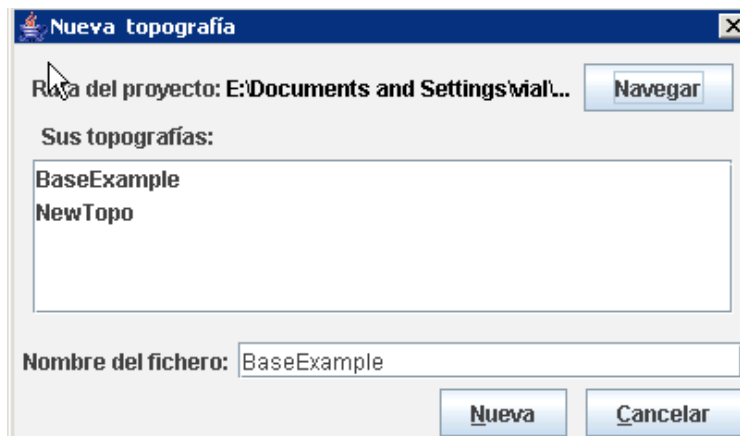 Nueva topografía
Ruta del proyecto: E:\Documents and Settings\vial\... Navegar
Sus topografías:
BaseExample
NewTopo
Nombre del fichero: BaseExample
Nueva Cancelar